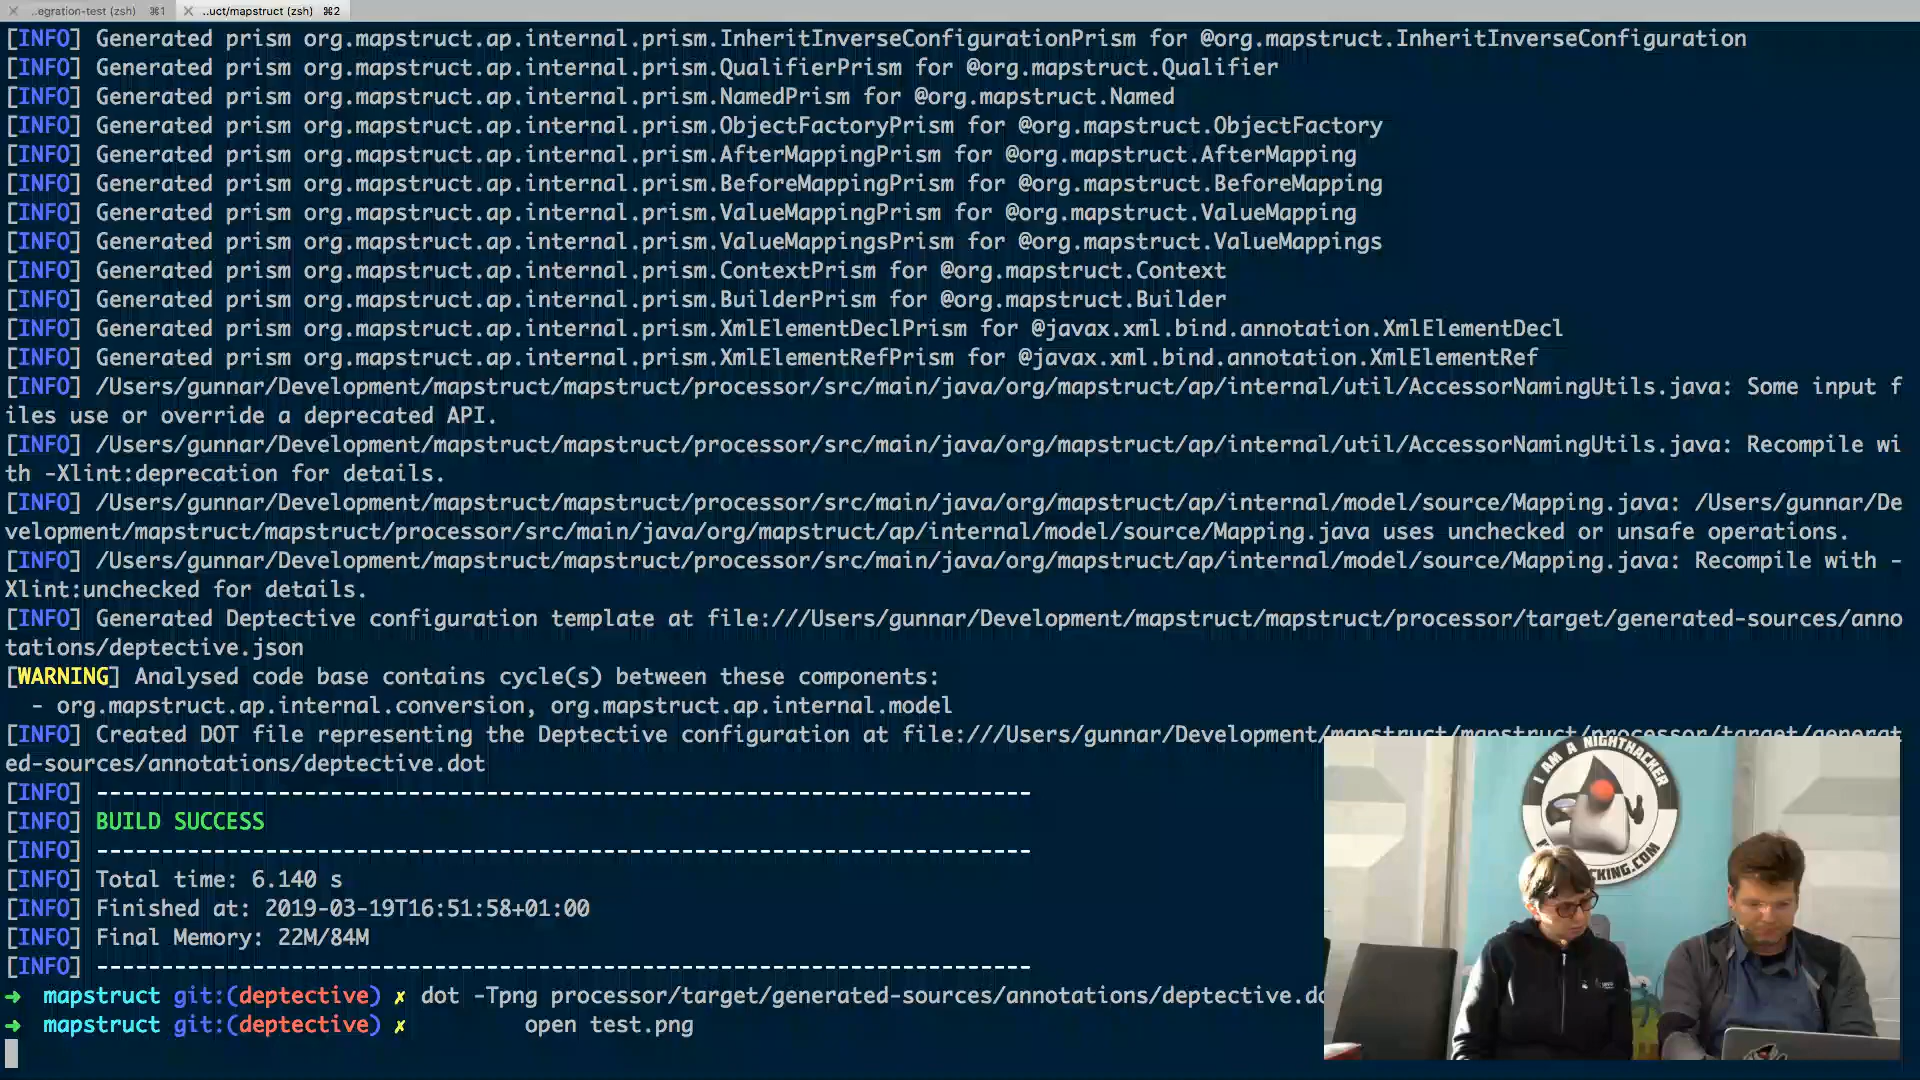 ..egration-test (zsh) ⌘1 ..uct/mapstruct (zsh) ⌘2
[INFO] Generated prism org.mapstruct.ap.internal.prism.InheritInverseConfigurationPrism for @org.mapstruct.InheritInverseConfiguration
[INFO] Generated prism org.mapstruct.ap.internal.prism.QualifierPrism for @org.mapstruct.Qualifier
[INFO] Generated prism org.mapstruct.ap.internal.prism.NamedPrism for @org.mapstruct.Named
[INFO] Generated prism org.mapstruct.ap.internal.prism.ObjectFactoryPrism for @org.mapstruct.ObjectFactory
[INFO] Generated prism org.mapstruct.ap.internal.prism.AfterMappingPrism for @org.mapstruct.AfterMapping
[INFO] Generated prism org.mapstruct.ap.internal.prism.BeforeMappingPrism for @org.mapstruct.BeforeMapping
[INFO] Generated prism org.mapstruct.ap.internal.prism.ValueMappingPrism for @org.mapstruct.ValueMapping
[INFO] Generated prism org.mapstruct.ap.internal.prism.ValueMappingsPrism for @org.mapstruct.ValueMappings
[INFO] Generated prism org.mapstruct.ap.internal.prism.ContextPrism for @org.mapstruct.Context
[INFO] Generated prism org.mapstruct.ap.internal.prism.BuilderPrism for @org.mapstruct.Builder
[INFO] Generated prism org.mapstruct.ap.internal.prism.XmlElementDeclPrism for @javax.xml.bind.annotation.XmlElementDecl
[INFO] Generated prism org.mapstruct.ap.internal.prism.XmlElementRefPrism for @javax.xml.bind.annotation.XmlElementRef
[INFO] /Users/gunnar/Development/mapstruct/mapstruct/processor/src/main/java/org/mapstruct/ap/internal/util/AccessorNamingUtils.java: Some input f
iles use or override a deprecated API.
[INFO] /Users/gunnar/Development/mapstruct/mapstruct/processor/src/main/java/org/mapstruct/ap/internal/util/AccessorNamingUtils.java: Recompile wi
th -Xlint:deprecation for details.
[INFO] /Users/gunnar/Development/mapstruct/mapstruct/processor/src/main/java/org/mapstruct/ap/internal/model/source/Mapping.java: /Users/gunnar/De
velopment/mapstruct/mapstruct/processor/src/main/java/org/mapstruct/ap/internal/model/source/Mapping.java uses unchecked or unsafe operations.
[INFO] /Users/gunnar/Development/mapstruct/mapstruct/processor/src/main/java/org/mapstruct/ap/internal/model/source/Mapping.java: Recompile with -
Xlint:unchecked for details.
[INFO] Generated Deptective configuration template at file:///Users/gunnar/Development/mapstruct/mapstruct/processor/target/generated-sources/anno
tations/deptective.json
[WARNING] Analysed code base contains cycle(s) between these components:
- org.mapstruct.ap.internal.conversion, org.mapstruct.ap.internal.model
[INFO] Created DOT file representing the Deptective configuration at file:///Users/gunnar/Development/mapstruct/mapstruct/processor/target/generat
ed-sources/annotations/deptective.dot
[INFO] ------------------------------------------------------------------------
[INFO] BUILD SUCCESS
[INFO] ------------------------------------------------------------------------
[INFO] Total time: 6.140 s
[INFO] Finished at: 2019-03-19T16:51:58+01:00
[INFO] Final Memory: 22M/84M
[INFO] ------------------------------------------------------------------------
➜ mapstruct git:(deptective) ✗ dot -Tpng processor/target/generated-sources/annotations/deptective.do
➜ mapstruct git:(deptective) ✗ open test.png
I AM A NIGHTHACKER
KING.COM